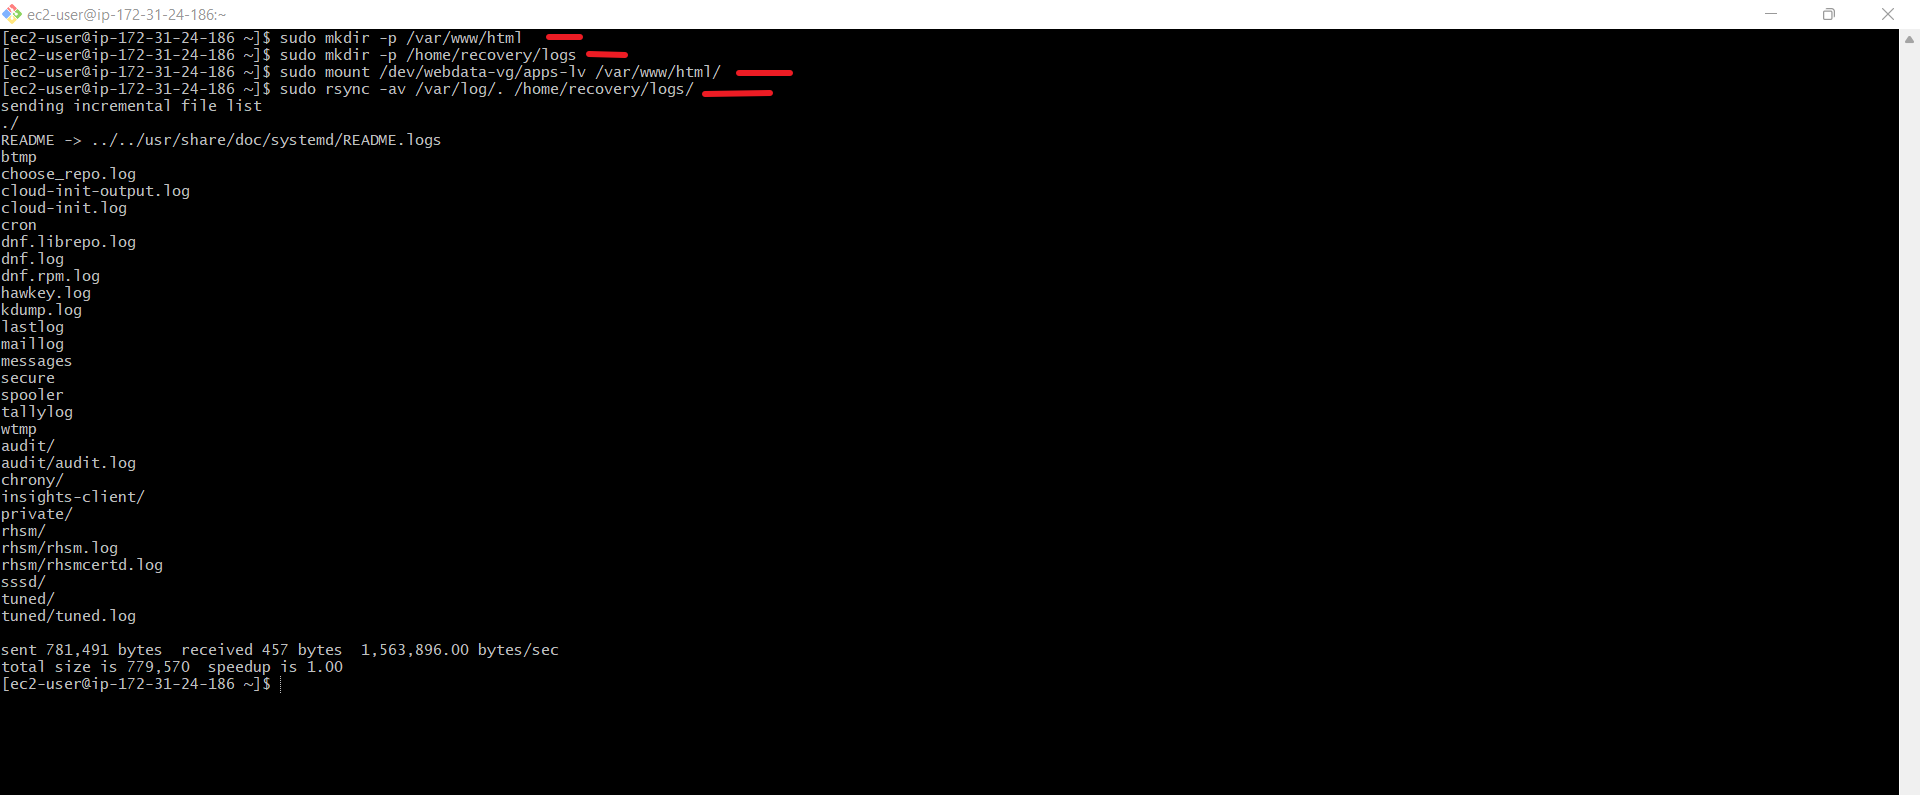 ec2-user@ip-172-31-24-186:~
[ec2-user@ip-172-31-24-186 ~]$ sudo mkdir -p /var/www/html
[ec2-user@ip-172-31-24-186 ~]$ sudo mkdir -p /home/recovery/logs
[ec2-user@ip-172-31-24-186 ~]$ sudo mount /dev/webdata-vg/apps-lv /var/www/html/
[ec2-user@ip-172-31-24-186 ~]$ sudo rsync -av /var/log/. /home/recovery/logs/
sending incremental file list
./
README -> ../../usr/share/doc/systemd/README.logs
btmp
choose_repo.log
cloud-init-output.log
cloud-init.log
cron
dnf.librepo.log
dnf.log
dnf.rpm.log
hawkey.log
kdump.log
lastlog
maillog
messages
secure
spooler
tallylog
wtmp
audit/
audit/audit.log
chrony/
insights-client/
private/
rhsm/
rhsm/rhsm.log
rhsm/rhsmcertd.log
sssd/
tuned/
tuned/tuned.log
sent 781,491 bytes  received 457 bytes  1,563,896.00 bytes/sec
total size is 779,570  speedup is 1.00
[ec2-user@ip-172-31-24-186 ~]$